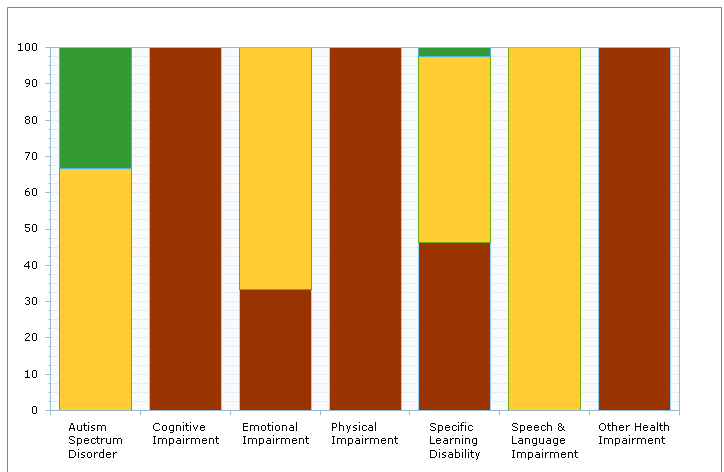 100
90
80
70
60
50
40
30
20
10
0
Autism
Spectrum
Disorder
Cognitive
Impairment
Emotional
Impairment
Physical
Impairment
Specific
Learning
Disability
Speech &
Language
Impairment
Other Health
Impairment